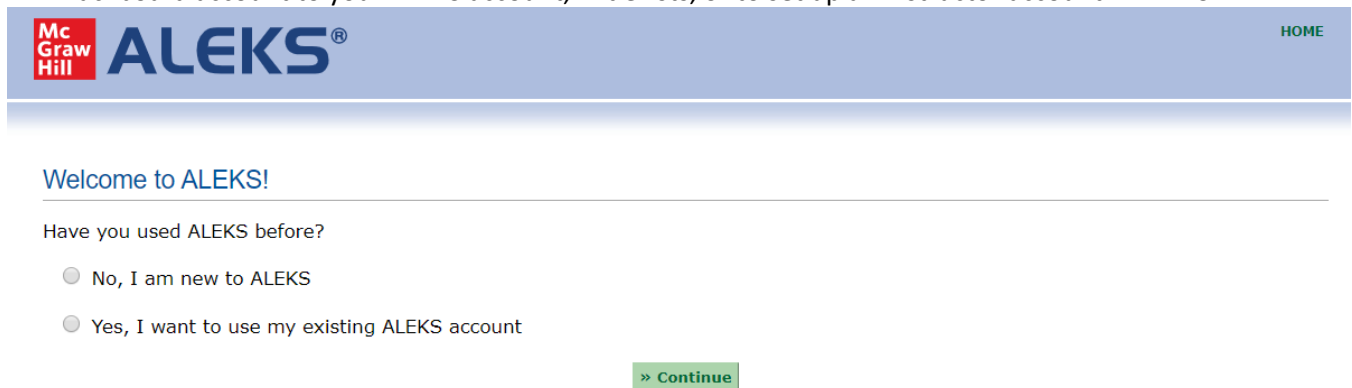 Mc
Graw
Hill
ALEKS®
HOME
Welcome to ALEKS!
Have you used ALEKS before?
No, I am new to ALEKS
Yes, I want to use my existing ALEKS account
» Continue